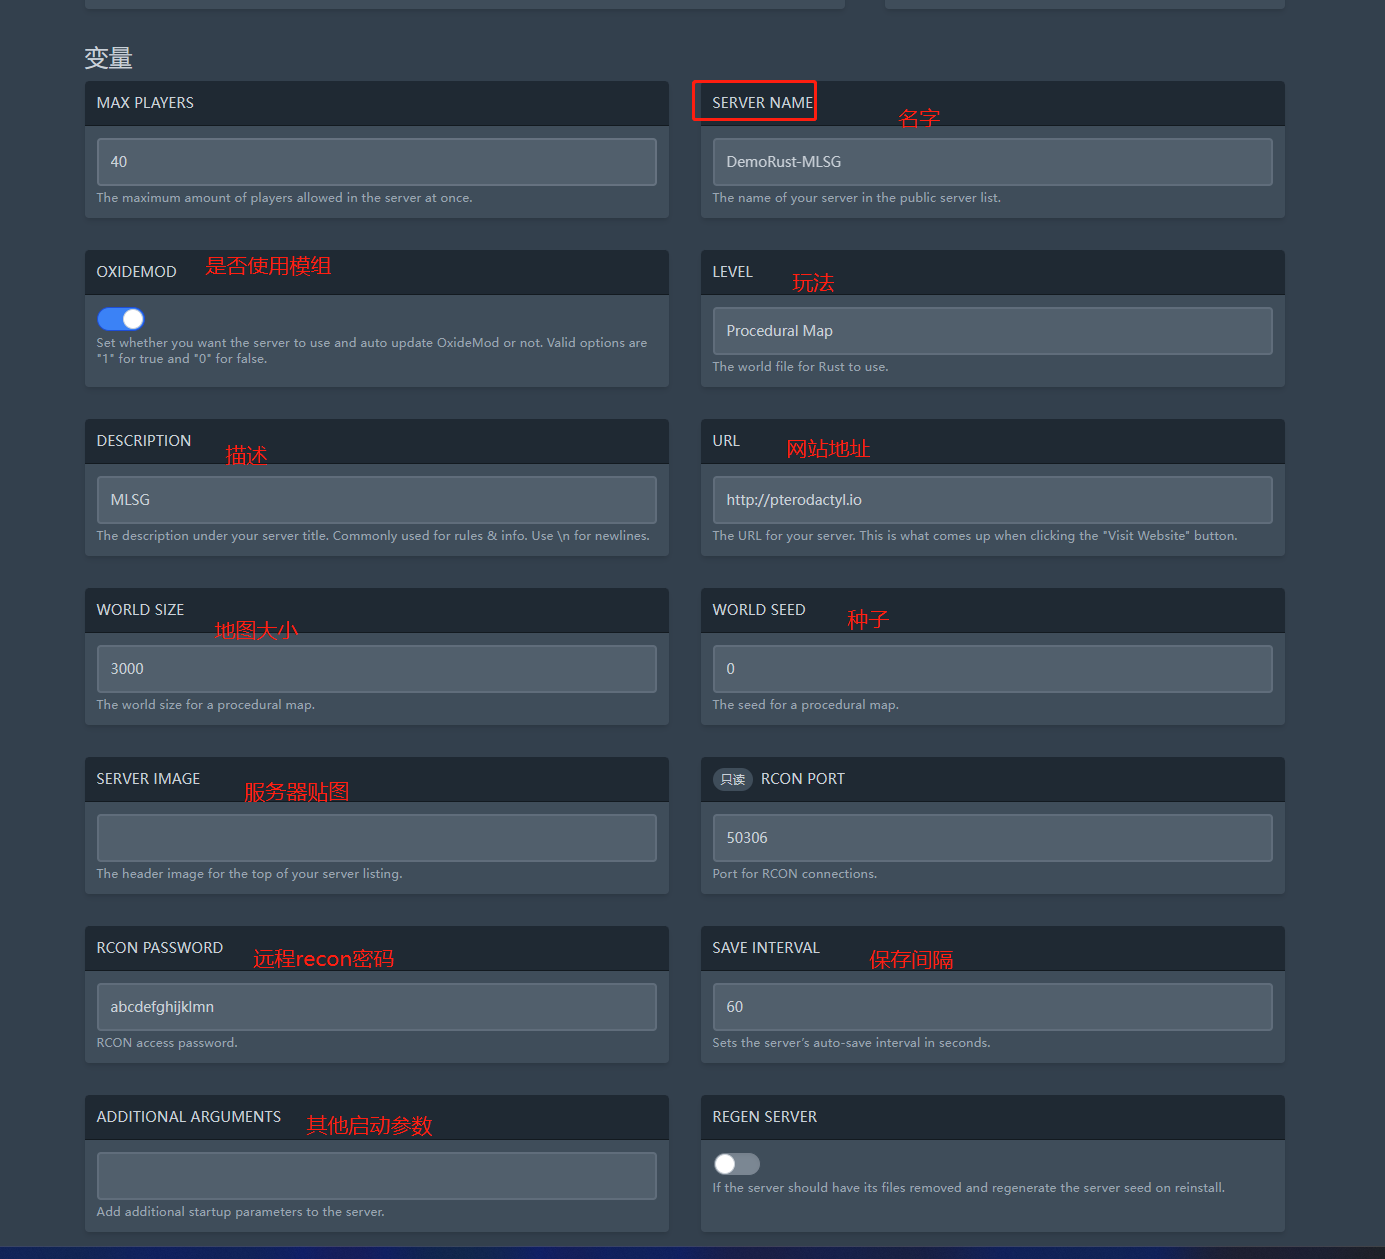 变量
MAX PLAYERS
40
The maximum amount of players allowed in the server at once.
SERVER NAME
名字
DemoRust-MLSG
The name of your server in the public server list.
OXIDEMOD
是否使用模组
Set whether you want the server to use and auto update OxideMod or not. Valid options are
"1" for true and "0" for false.
LEVEL
玩法
Procedural Map
The world file for Rust to use.
DESCRIPTION
描述
MLSG
The description under your server title. Commonly used for rules & info. Use \n for newlines.
URL
网站地址
http://pterodactyl.io
The URL for your server. This is what comes up when clicking the "Visit Website" button.
WORLD SIZE
地图大小
3000
The world size for a procedural map.
WORLD SEED
种子
0
The seed for a procedural map.
SERVER IMAGE
服务器贴图
The header image for the top of your server listing.
只读 RCON PORT
50306
Port for RCON connections.
RCON PASSWORD
远程recon密码
abcdefghijklmn
RCON access password.
SAVE INTERVAL
保存间隔
60
Sets the server's auto-save interval in seconds.
ADDITIONAL ARGUMENTS
其他启动参数
Add additional startup parameters to the server.
REGEN SERVER
If the server should have its files removed and regenerate the server seed on reinstall.